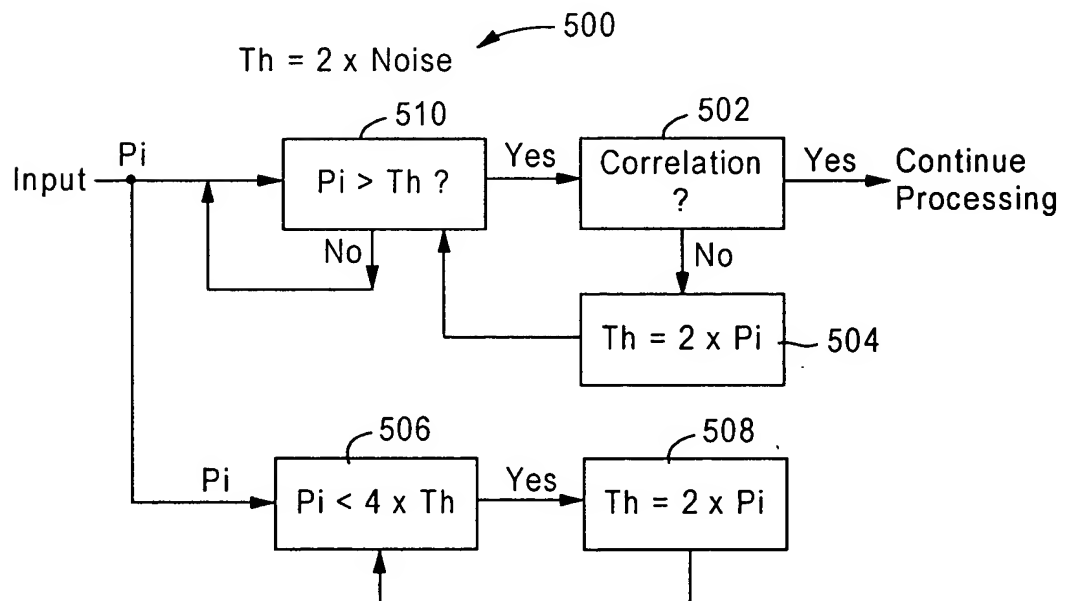 500
Th = 2 x Noise
510
502
Input
Pi
Pi > Th ?
Yes
Correlation
?
Yes
Continue
Processing
No
No
Th = 2 x Pi
504
506
508
Pi
Pi < 4 x Th
Yes
Th = 2 x Pi